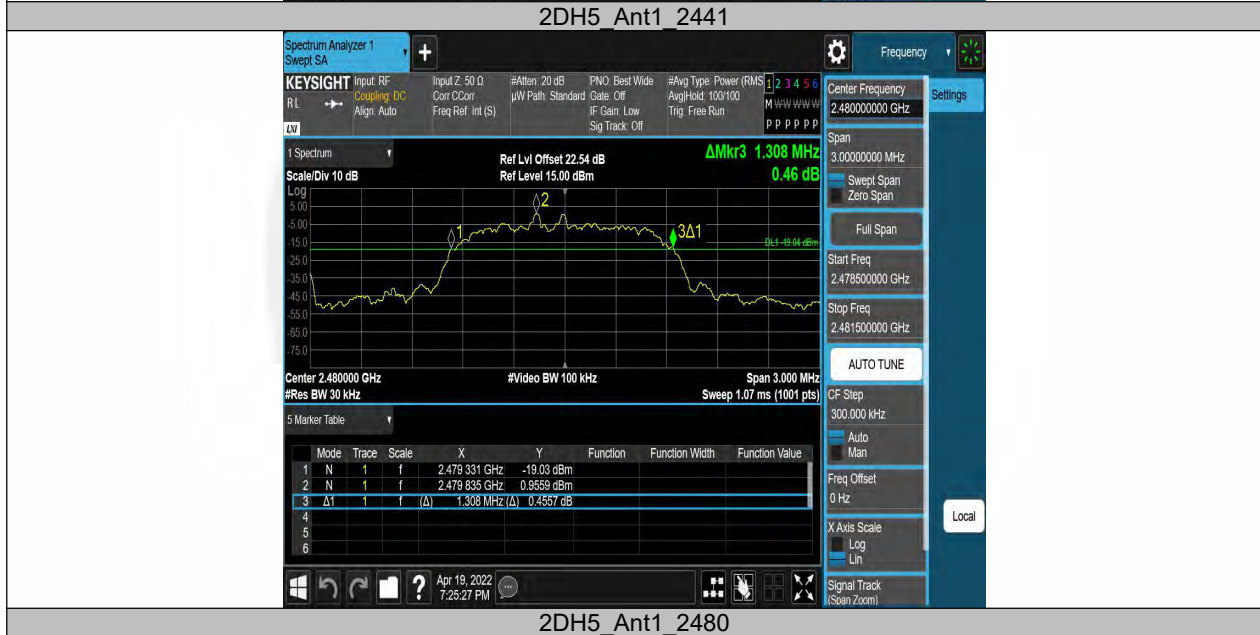 2DH5_Ant1_2441
Spectrum Analyzer 1
Swept SA
+
Frequency
KEYSIGHT
Input: RF
Coupling: DC
Align: Auto
Input Z: 50 Ω
Corr CCorr
Freq Ref: Int (S)
#Atten: 20 dB
µW Path: Standard
PNO: Best Wide
Gate: Off
IF Gain: Low
Sig Track: Off
#Avg Type: Power (RMS
Avg|Hold: 100/100
Trig: Free Run
1 2 3 4 5 6
M W W W W W
P P P P P P
RL
LXI
Center Frequency
2.480000000 GHz
Settings
Span
3.00000000 MHz
Swept Span
Zero Span
Full Span
Start Freq
2.478500000 GHz
Stop Freq
2.481500000 GHz
AUTO TUNE
CF Step
300.000 kHz
Auto
Man
Freq Offset
0 Hz
X Axis Scale
Log
Lin
Signal Track
(Span Zoom)
Local
1 Spectrum
Scale/Div 10 dB
Ref Lvl Offset 22.54 dB
Ref Level 15.00 dBm
ΔMkr3 1.308 MHz
0.46 dB
Log
5.00
-5.00
-15.0
-25.0
-35.0
-45.0
-55.0
-65.0
-75.0
1
2
3Δ1
DL1 -19.04 dBm
Center 2.480000 GHz
#Res BW 30 kHz
#Video BW 100 kHz
Span 3.000 MHz
Sweep 1.07 ms (1001 pts)
5 Marker Table
Mode Trace Scale X Y Function Function Width Function Value
1 N 1 f 2.479 331 GHz -19.03 dBm
2 N 1 f 2.479 835 GHz 0.9559 dBm
3 Δ1 1 f (Δ) 1.308 MHz (Δ) 0.4557 dB
4
5
6
?
Apr 19, 2022
7:25:27 PM
2DH5_Ant1_2480